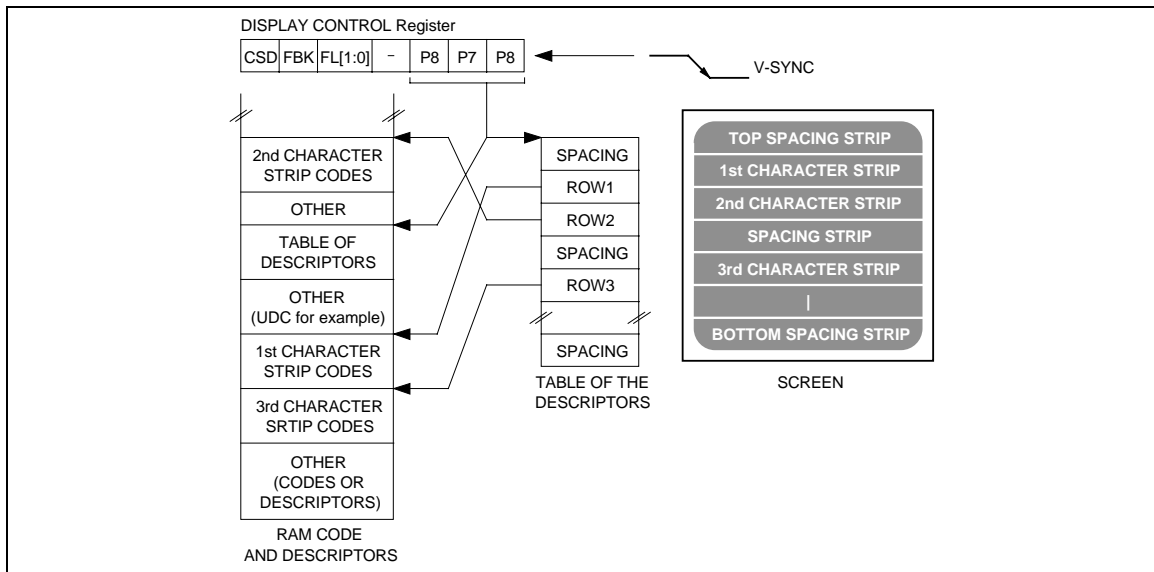 DISPLAY CONTROL Register
CSD FBK FL[1:0] - P8 P7 P8
V-SYNC
2nd CHARACTER
STRIP CODES
OTHER
TABLE OF
DESCRIPTORS
OTHER
(UDC for example)
1st CHARACTER
STRIP CODES
3rd CHARACTER
SRTIP CODES
OTHER
(CODES OR
DESCRIPTORS)
RAM CODE
AND DESCRIPTORS
SPACING
ROW1
ROW2
SPACING
ROW3
SPACING
TABLE OF THE
DESCRIPTORS
TOP SPACING STRIP
1st CHARACTER STRIP
2nd CHARACTER STRIP
SPACING STRIP
3rd CHARACTER STRIP
|
BOTTOM SPACING STRIP
SCREEN